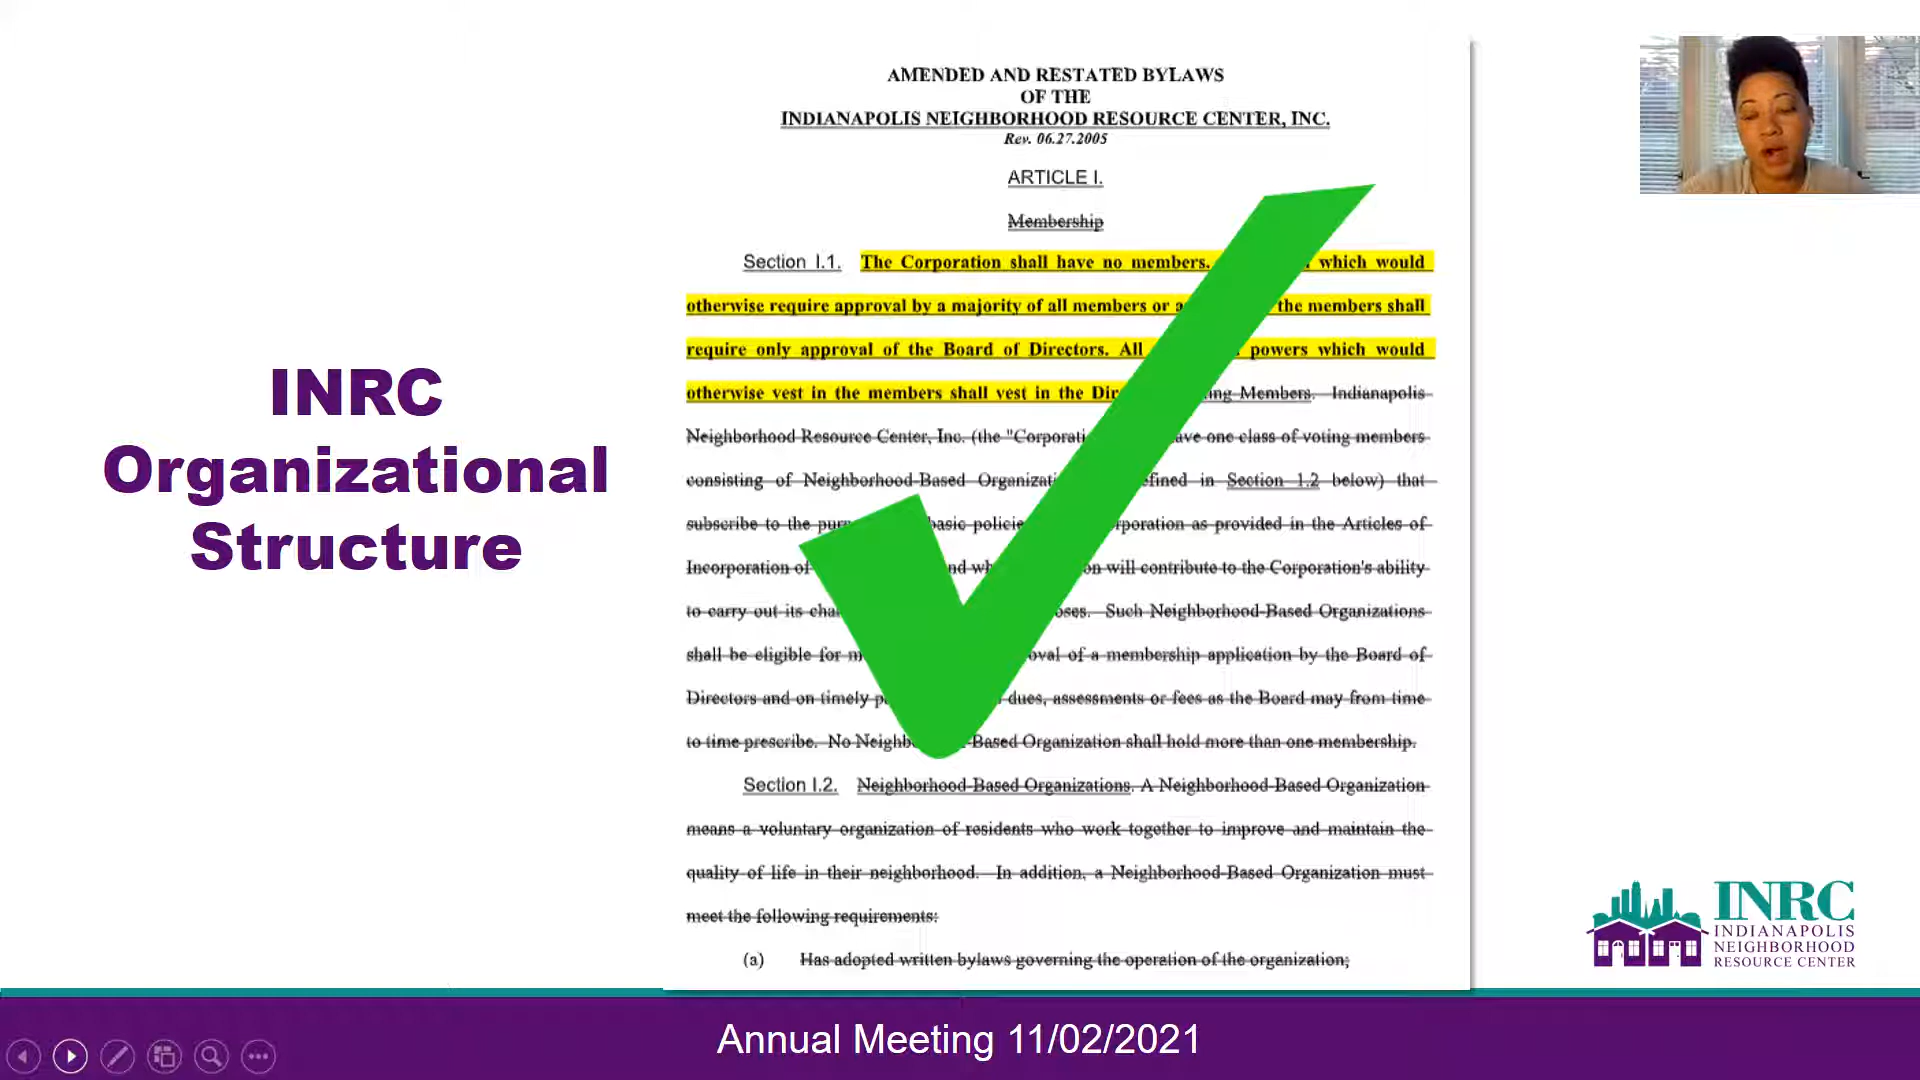 INRC
Organizational
Structure
AMENDED AND RESTATED BYLAWS
OF THE
INDIANAPOLIS NEIGHBORHOOD RESOURCE CENTER, INC.
Rev. 06.27.2005
ARTICLE I.
Membership
Section I.1. The Corporation shall have no members. which would
otherwise require approval by a majority of all members or the members shall
require only approval of the Board of Directors. All powers which would
otherwise vest in the members shall vest in the Members. Indianapolis
Neighborhood Resource Center, Inc. (the "Corporati ave one class of voting members
consisting of Neighborhood-Based Organizat efined in Section 1.2 below) that
subscribe to the basic policie rporation as provided in the Articles of
Incorporation of will contribute to the Corporation's ability
to carry out its Such Neighborhood-Based Organizations
shall be eligible for oval of a membership application by the Board of
Directors and on timely dues, assessments or fees as the Board may from time
to time prescribe. No Neighb Based Organization shall hold more than one membership.
Section I.2. Neighborhood-Based Organizations. A Neighborhood-Based Organization
means a voluntary organization of residents who work together to improve and maintain the
quality of life in their neighborhood. In addition, a Neighborhood-Based Organization must
meet the following requirements:
(a) Has adopted written bylaws governing the operation of the organization;
INRC
INDIANAPOLIS
NEIGHBORHOOD
RESOURCE CENTER
Annual Meeting 11/02/2021